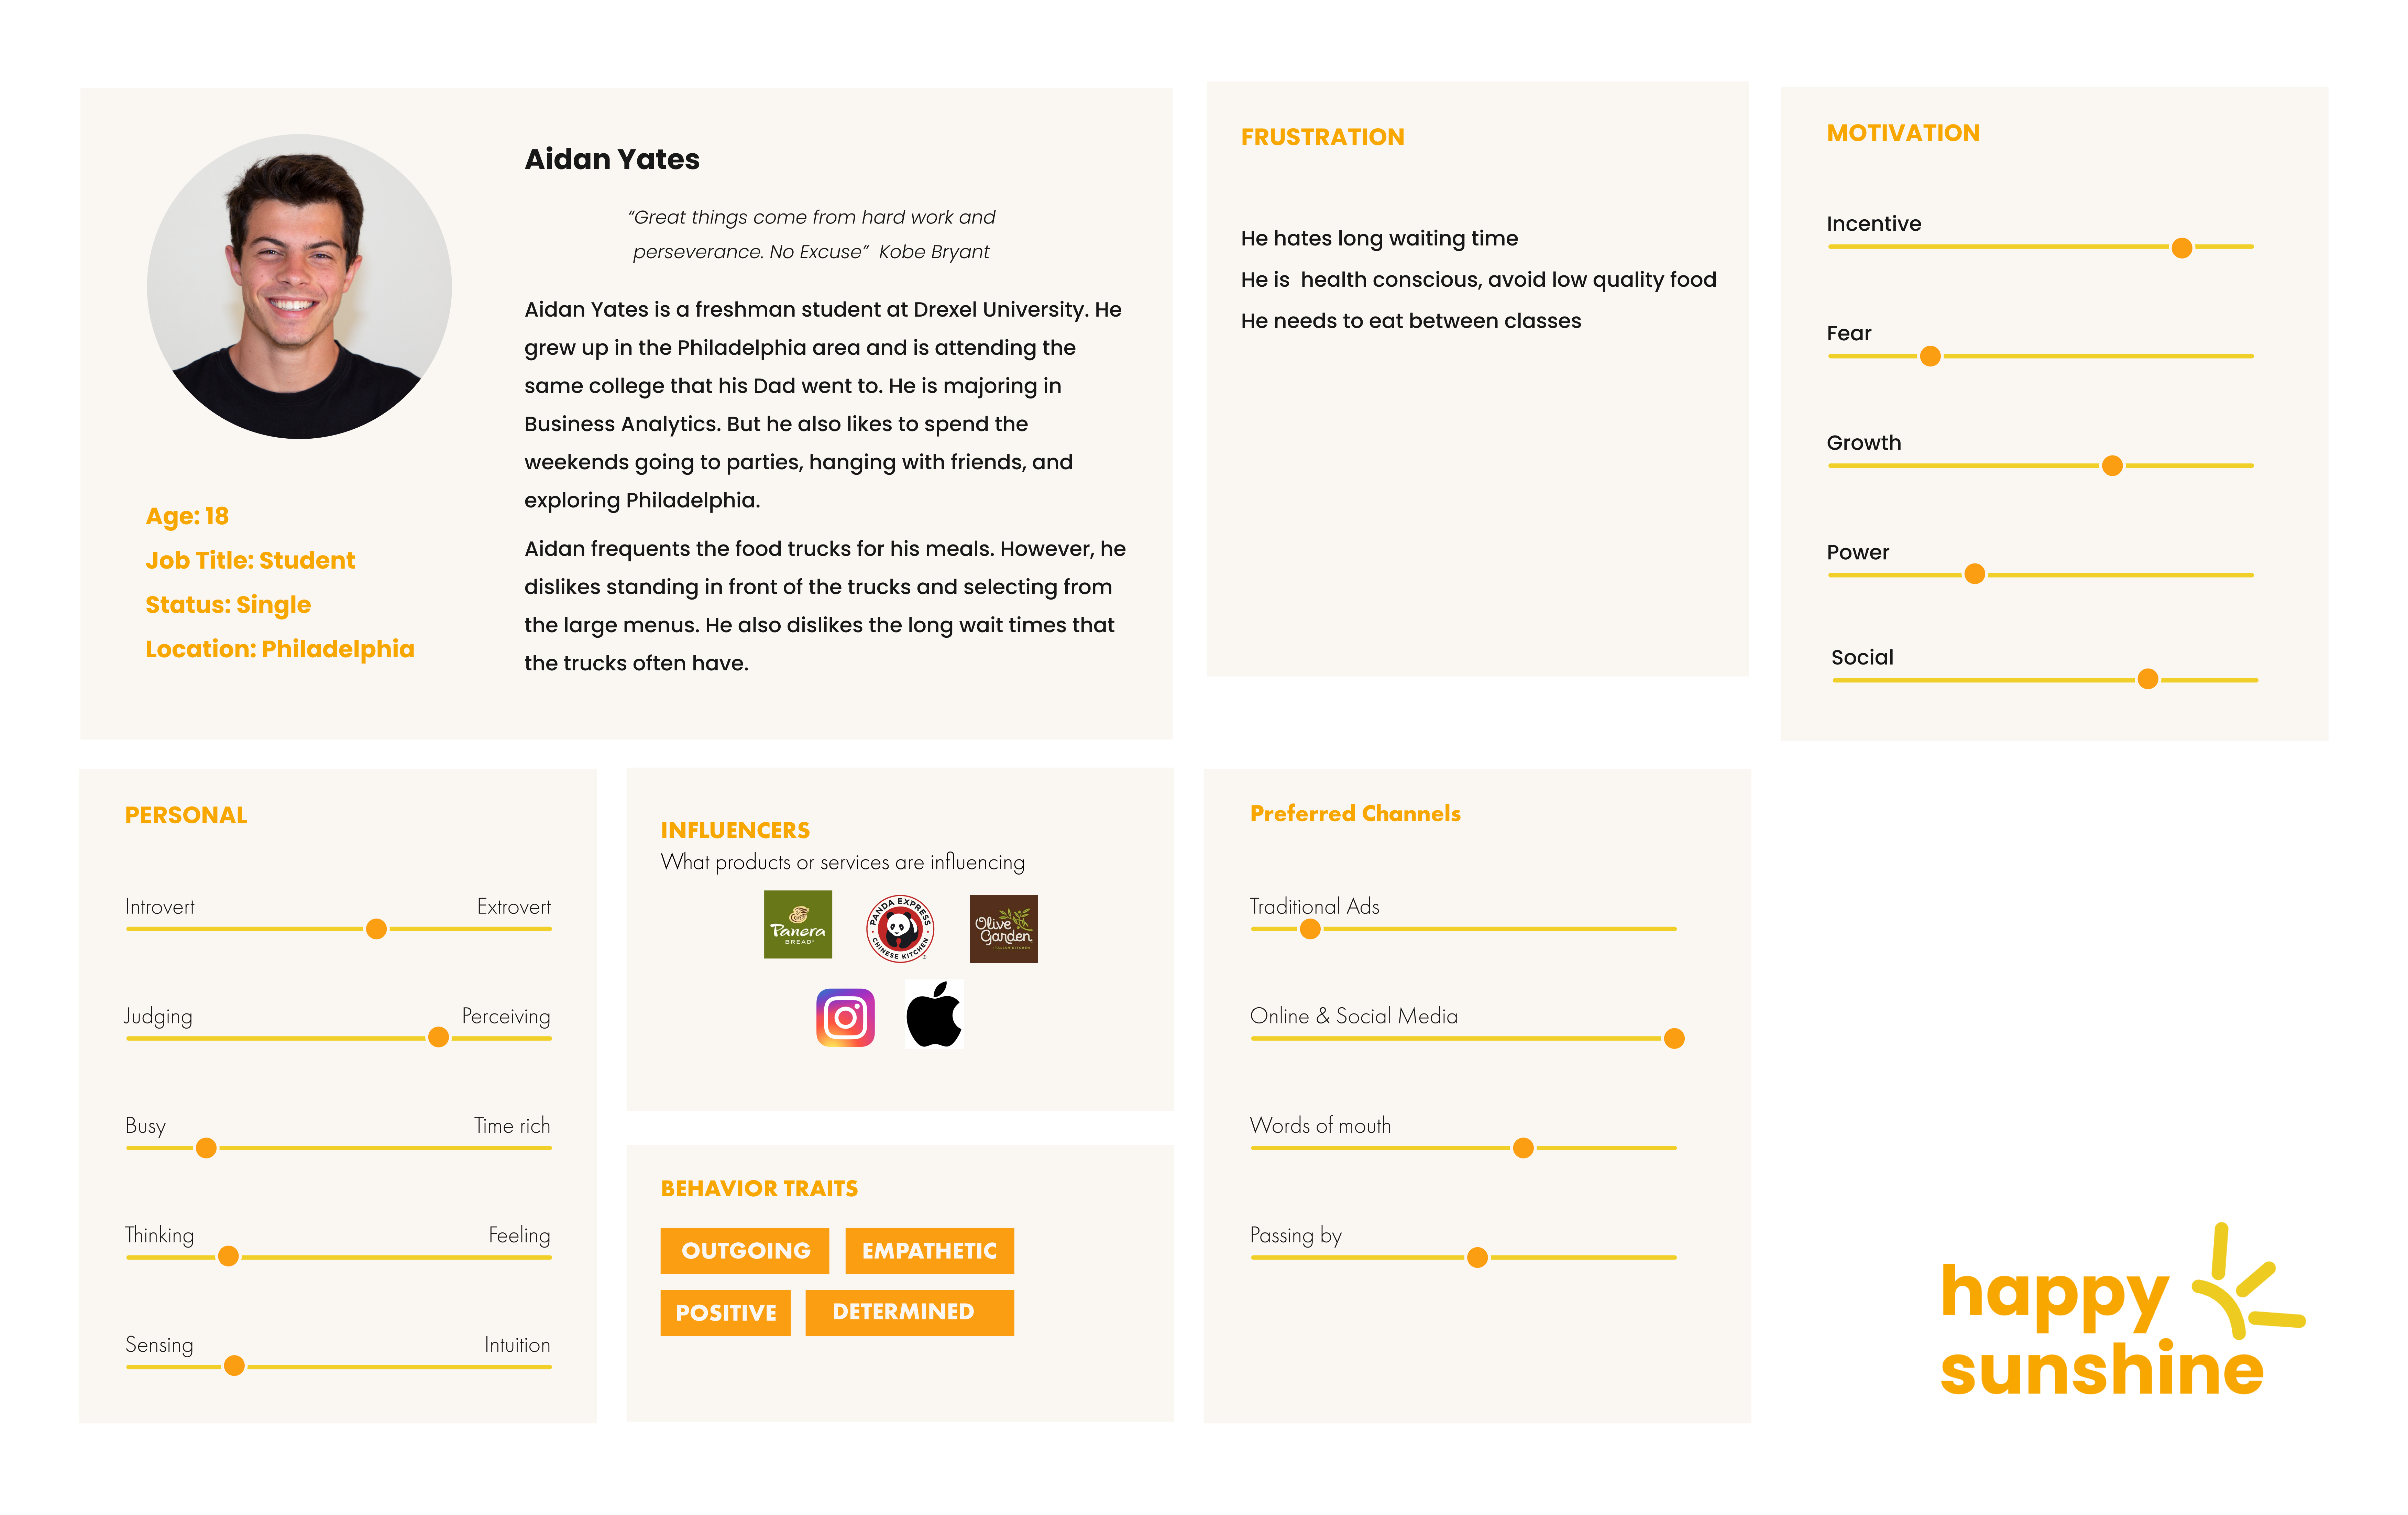 Aidan Yates
“Great things come from hard work and
perseverance. No Excuse”  Kobe Bryant
Aidan Yates is a freshman student at Drexel University. He
grew up in the Philadelphia area and is attending the
same college that his Dad went to. He is majoring in
Business Analytics. But he also likes to spend the
weekends going to parties, hanging with friends, and
exploring Philadelphia.
Aidan frequents the food trucks for his meals. However, he
dislikes standing in front of the trucks and selecting from
the large menus. He also dislikes the long wait times that
the trucks often have.
Age: 18
Job Title: Student
Status: Single
Location: Philadelphia
FRUSTRATION
He hates long waiting time
He is  health conscious, avoid low quality food
He needs to eat between classes
MOTIVATION
Incentive
Fear
Growth
Power
Social
PERSONAL
Introvert Extrovert
Judging Perceiving
Busy Time rich
Thinking Feeling
Sensing Intuition
INFLUENCERS
What products or services are influencing
Panera
BREAD®
PANDA EXPRESS
CHINESE KITCHEN
®
Olive
Garden
ITALIAN KITCHEN
BEHAVIOR TRAITS
OUTGOING EMPATHETIC
POSITIVE DETERMINED
Preferred Channels
Traditional Ads
Online & Social Media
Words of mouth
Passing by
happy
sunshine